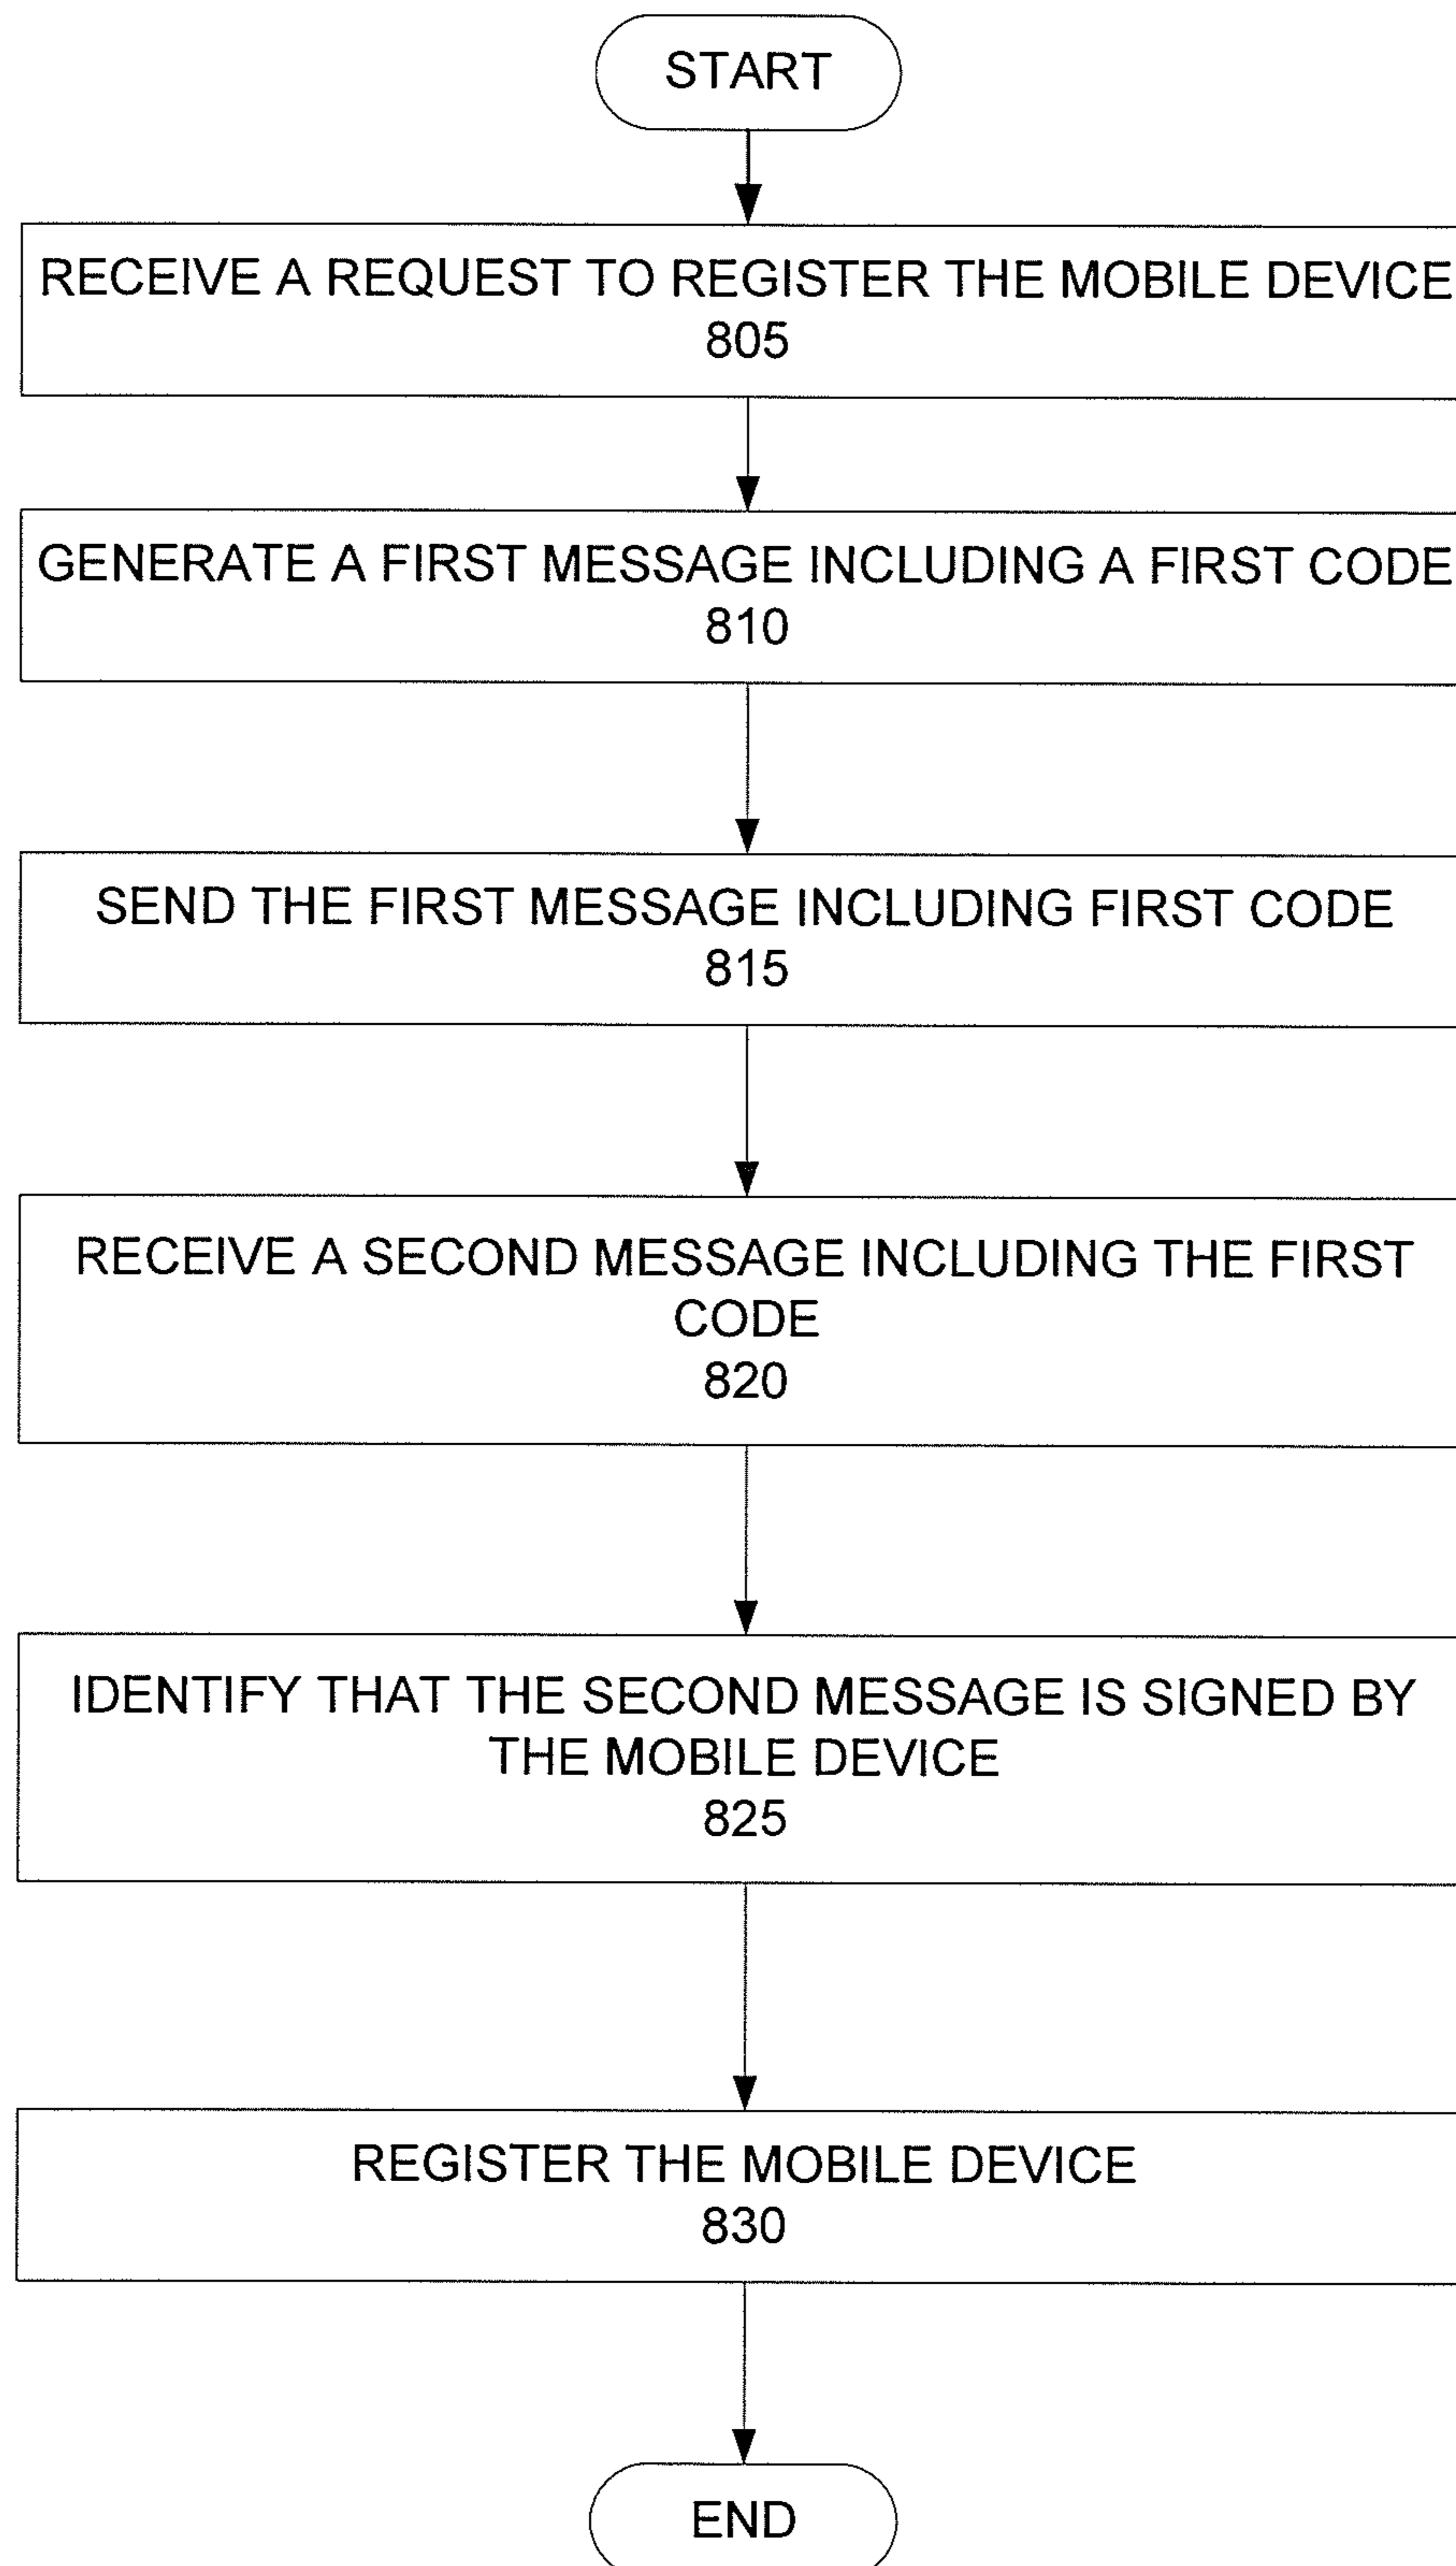 START
RECEIVE A REQUEST TO REGISTER THE MOBILE DEVICE
805
GENERATE A FIRST MESSAGE INCLUDING A FIRST CODE
810
SEND THE FIRST MESSAGE INCLUDING FIRST CODE
815
RECEIVE A SECOND MESSAGE INCLUDING THE FIRST
CODE
820
IDENTIFY THAT THE SECOND MESSAGE IS SIGNED BY
THE MOBILE DEVICE
825
REGISTER THE MOBILE DEVICE
830
END